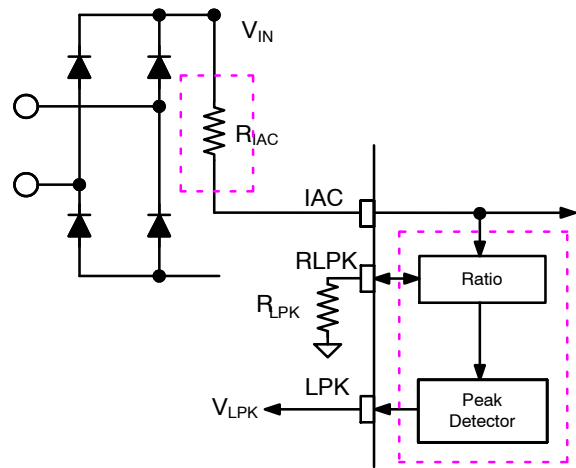 VIN
RIAC
IAC
RLPK
Ratio
RLPK
LPK
VLPK
Peak
Detector